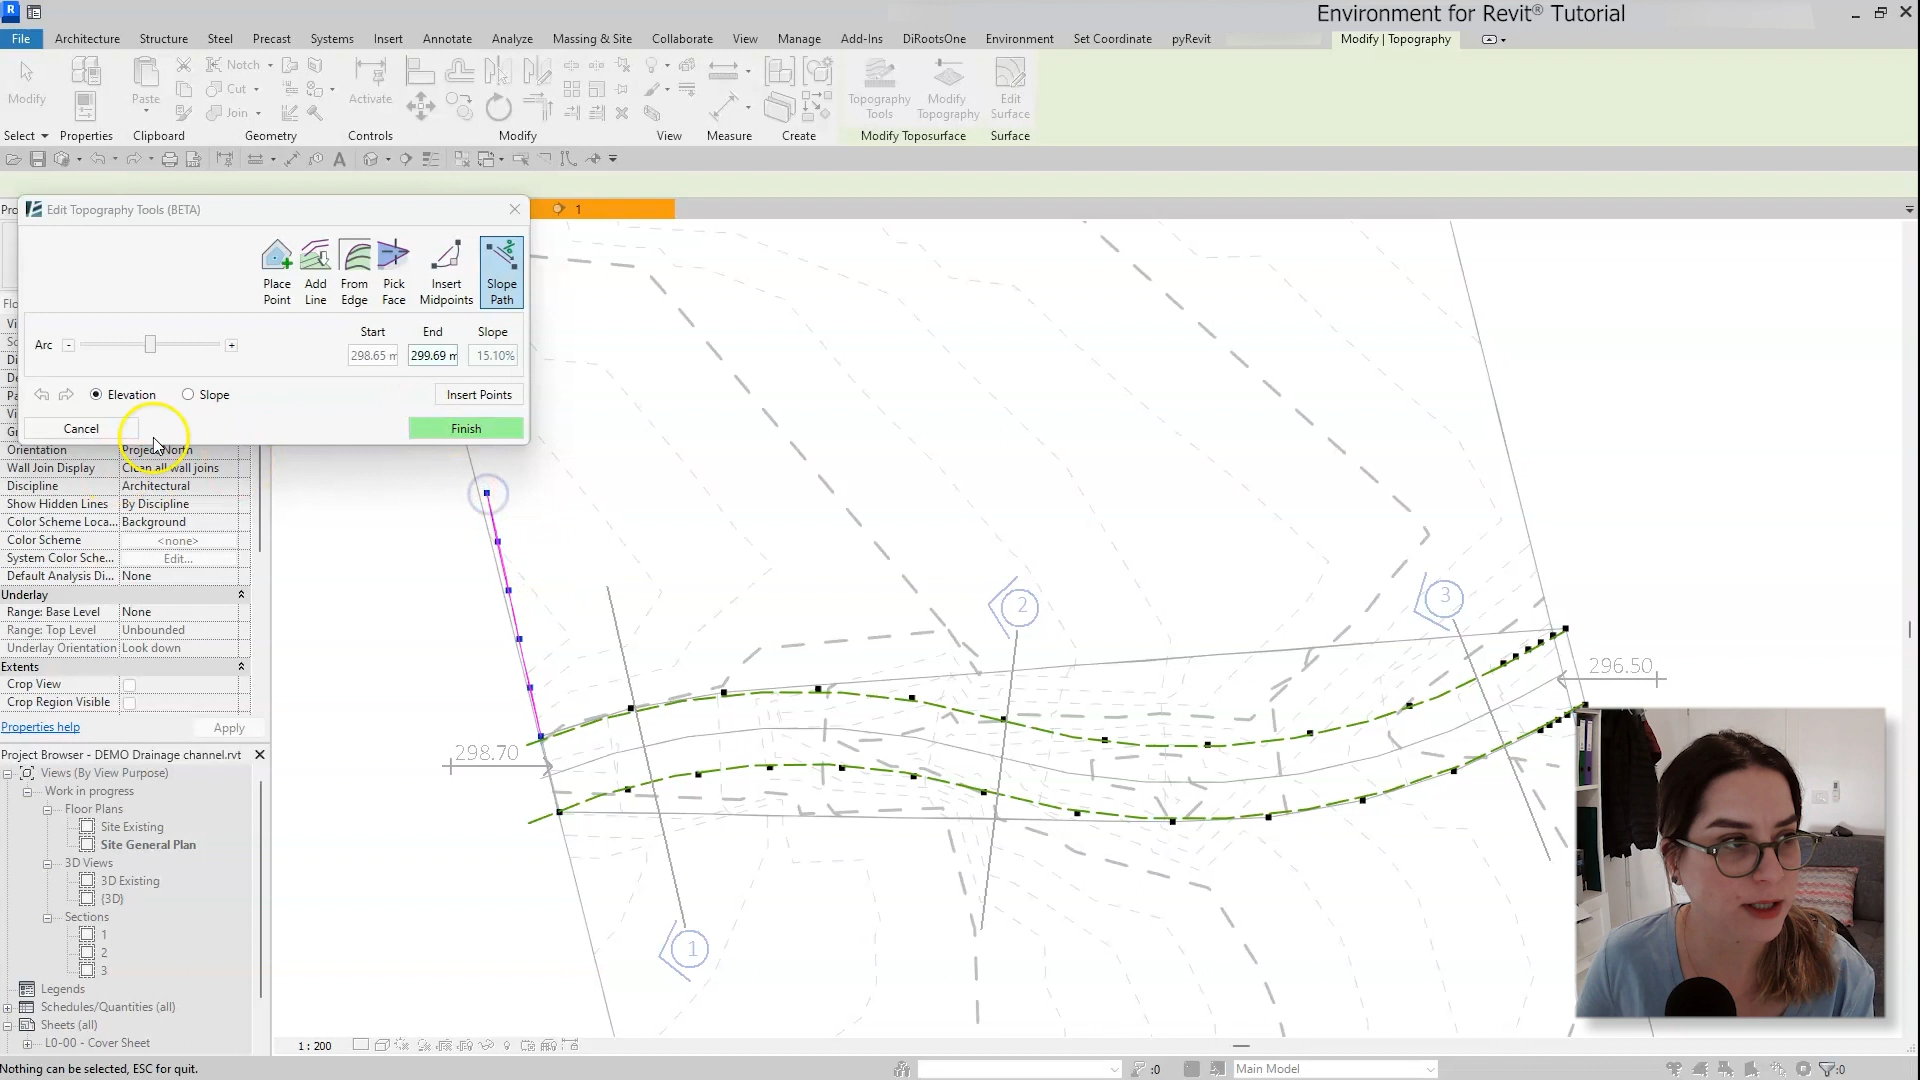 Environment for Revit® Tutorial
File Architecture Structure Steel Precast Systems Insert Annotate Analyze Massing & Site Collaborate View Manage Add-Ins DiRootsOne Environment Set Coordinate pyRevit Modify | Topography
Modify Paste Notch Cut Join Activate Topography Tools Modify Topography Edit Surface
Select Properties Clipboard Geometry Controls Modify View Measure Create Modify Toposurface Surface
Edit Topography Tools (BETA)
1
Place Point Add Line From Edge Pick Face Insert Midpoints Slope Path
Start End Slope
Arc - + 298.65 m 299.69 m 15.10%
Elevation Slope Insert Points
Cancel Finish
Orientation Project North
Wall Join Display Clean all wall joins
Discipline Architectural
Show Hidden Lines By Discipline
Color Scheme Loca... Background
Color Scheme <none>
System Color Sche... Edit...
Default Analysis Di... None
Underlay
Range: Base Level None
Range: Top Level Unbounded
Underlay Orientation Look down
Extents
Crop View
Crop Region Visible
Properties help Apply
Project Browser - DEMO Drainage channel.rvt
Views (By View Purpose)
Work in progress
Floor Plans
Site Existing
Site General Plan
3D Views
3D Existing
{3D}
Sections
1
2
3
Legends
Schedules/Quantities (all)
Sheets (all)
L0-00 - Cover Sheet
2
3
296.50
298.70
1
1 : 200
Nothing can be selected, ESC for quit. :0 Main Model :0